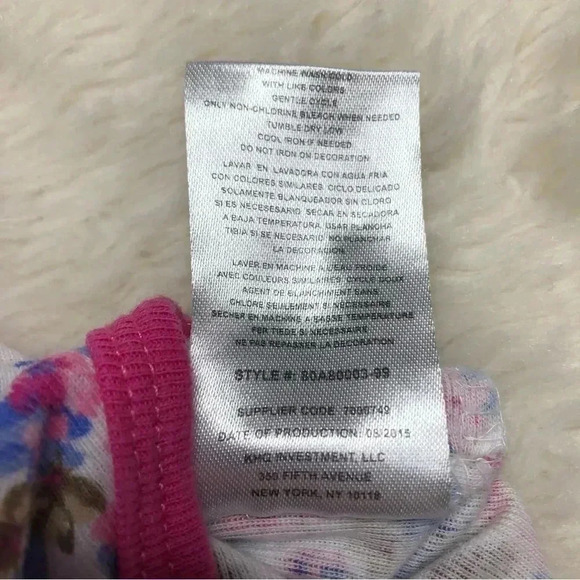 MACHINE WASH COLD
WITH LIKE COLORS
GENTLE CYCLE
ONLY NON-CHLORINE BLEACH WHEN NEEDED
TUMBLE DRY LOW
COOL IRON IF NEEDED
DO NOT IRON ON DECORATION
LAVAR EN LAVADORA CON AGUA FRIA
CON COLORES SIMILARES. CICLO DELICADO
SOLAMENTE BLANQUEADOR SIN CLORO
SI ES NECESESARIO. SECAR EN SECADORA
A BAJA TEMPERATURA. USAR PLANCHA
TIBIA SI SE NECESARIO. NO PLANCHAR
LA DECORACION.
LAVER EN MACHINE À L'EAU FROIDE
AVEC COULEURS SIMILAIRES. CYCLE DOUX
AGENT DE BLANCHIMENT SANS
CHLORE SEULEMENT SI NÉCESSAIRE
SECHER EN MACHINE A BASSE TEMPERATURE
FER TIEDE SI NECESSAIRE
NE PAS REPASSER LA DECORATION
STYLE #: 80A80003-99
SUPPLIER CODE: 7000749
DATE OF PRODUCTION: 08/2015
KHQ INVESTMENT, LLC
350 FIFTH AVENUE
NEW YORK, NY 10118